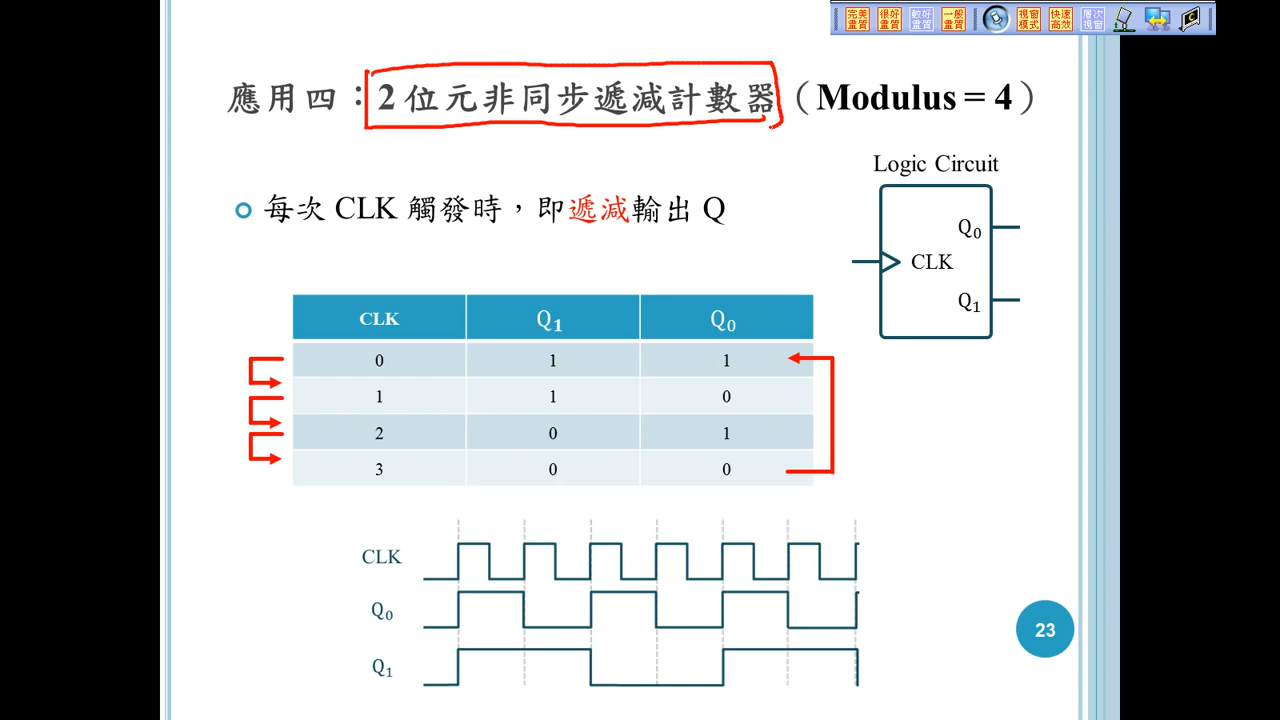 完美 很好 較好 一般 視窗 快速 層次
畫質 畫質 畫質 畫質 模式 高效 視窗
應用四：2 位元非同步遞減計數器（Modulus = 4）
每次 CLK 觸發時，即遞減輸出 Q
Logic Circuit
Q₀
CLK
Q₁
CLK Q₁ Q₀
0 1 1
1 1 0
2 0 1
3 0 0
CLK
Q₀
Q₁
23